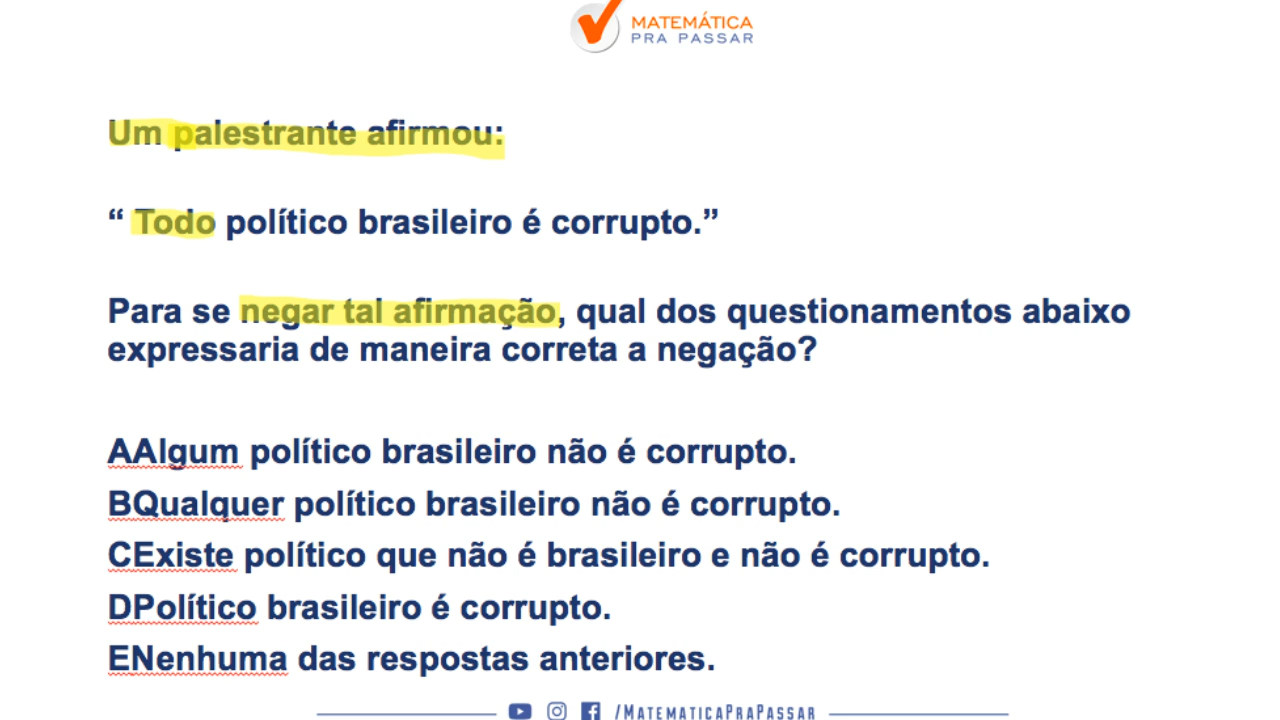 MATEMÁTICA
PRA PASSAR
Um palestrante afirmou:
“ Todo político brasileiro é corrupto.”
Para se negar tal afirmação, qual dos questionamentos abaixo
expressaria de maneira correta a negação?
AAlgum político brasileiro não é corrupto.
BQualquer político brasileiro não é corrupto.
CExiste político que não é brasileiro e não é corrupto.
DPolítico brasileiro é corrupto.
ENenhuma das respostas anteriores.
/MATEMATICAPRAPASSAR